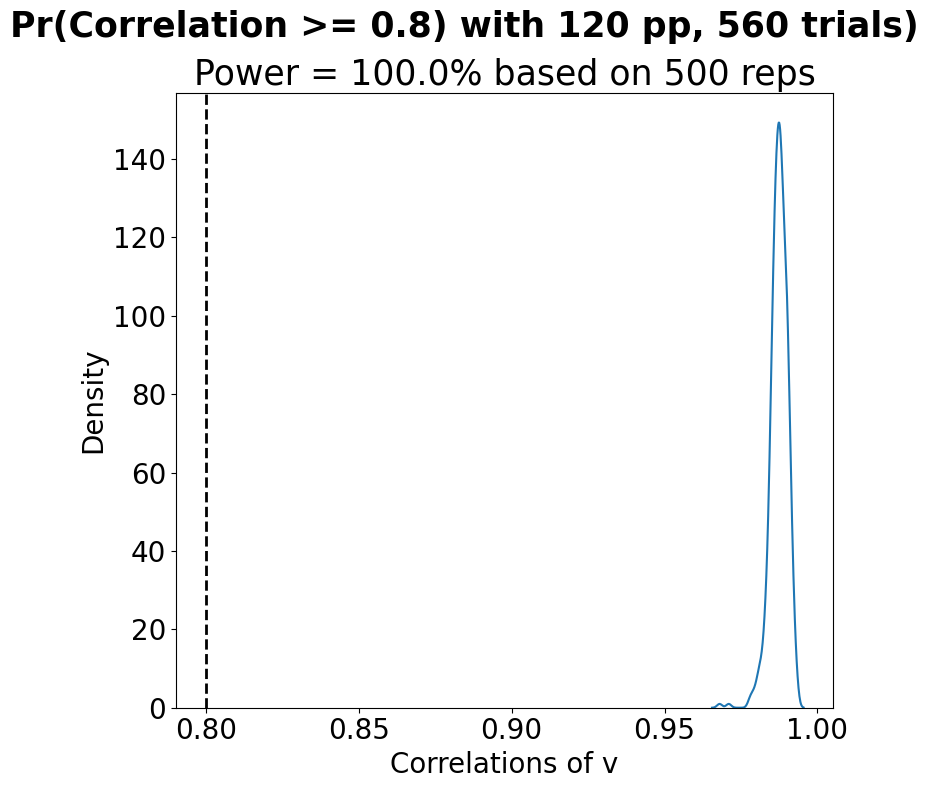 Pr(Correlation >= 0.8) with 120 pp, 560 trials)
Power = 100.0% based on 500 reps
140
120
100
80
60
40
20
0
Density
0.80 0.85 0.90 0.95 1.00
Correlations of v